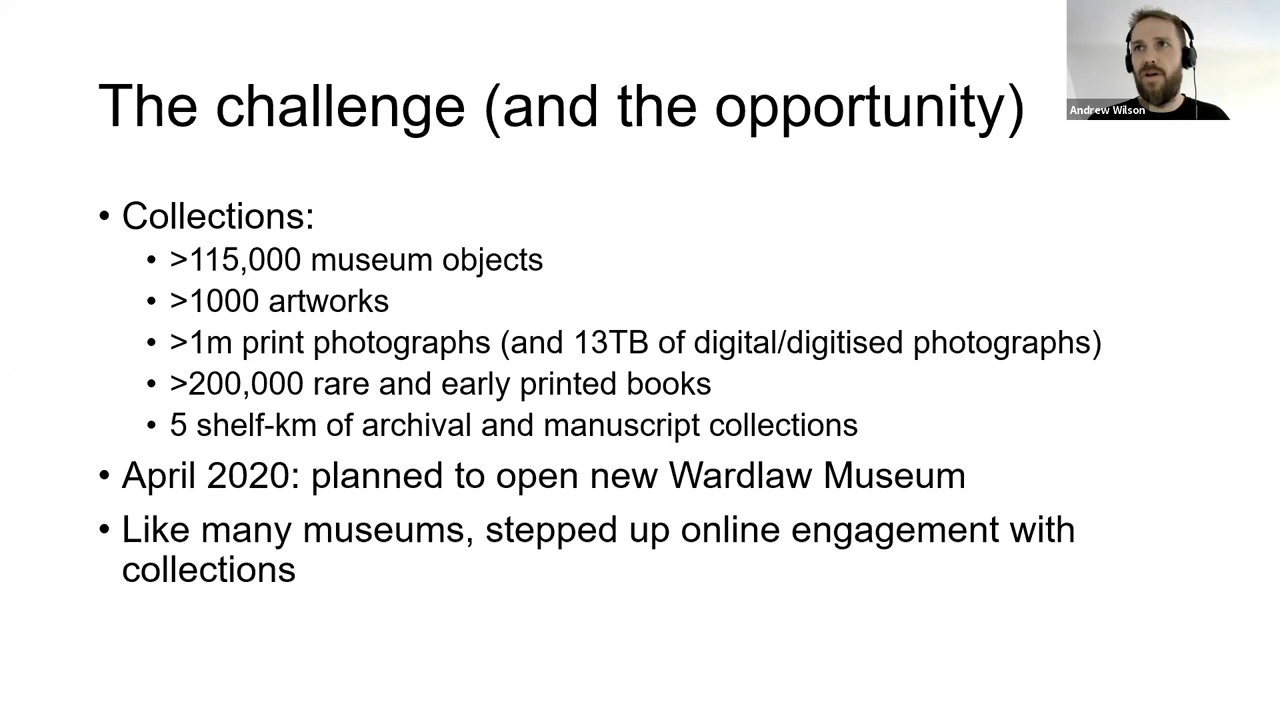 The challenge (and the opportunity)
Andrew Wilson
• Collections:
• >115,000 museum objects
• >1000 artworks
• >1m print photographs (and 13TB of digital/digitised photographs)
• >200,000 rare and early printed books
• 5 shelf-km of archival and manuscript collections
• April 2020: planned to open new Wardlaw Museum
• Like many museums, stepped up online engagement with
collections